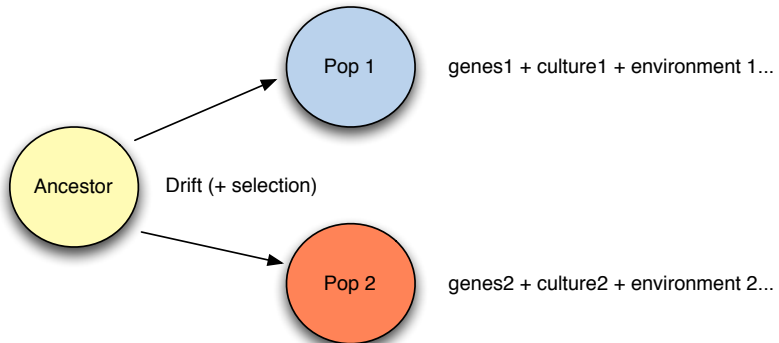 Pop 1
genes1 + culture1 + environment 1...
Ancestor
Drift (+ selection)
Pop 2
genes2 + culture2 + environment 2...